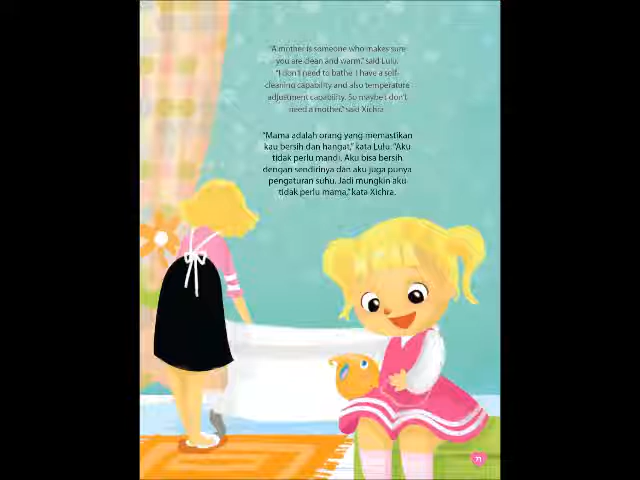 "A mother is someone who makes sure
you are clean and warm," said Lulu.
"I don't need to bathe. I have a self-
cleaning capability and also temperature
adjustment capability. So maybe I don't
need a mother," said Xichra.
"Mama adalah orang yang memastikan
kau bersih dan hangat," kata Lulu. "Aku
tidak perlu mandi. Aku bisa bersih
dengan sendirinya dan aku juga punya
pengaturan suhu. Jadi mungkin aku
tidak perlu mama," kata Xichra.